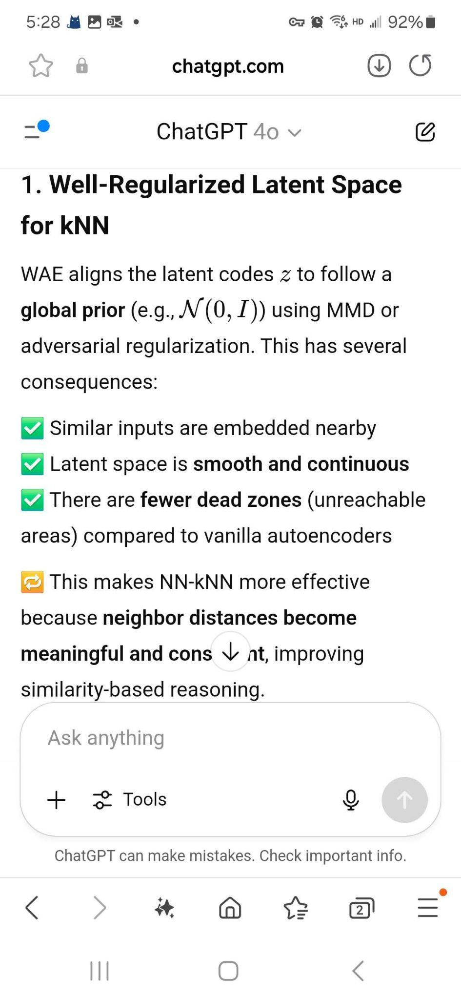 5:28 HD 92%
chatgpt.com
ChatGPT 4o
1. Well-Regularized Latent Space
for kNN
WAE aligns the latent codes z to follow a
global prior (e.g., 𝒩(0, I)) using MMD or
adversarial regularization. This has several
consequences:
✅ Similar inputs are embedded nearby
✅ Latent space is smooth and continuous
✅ There are fewer dead zones (unreachable
areas) compared to vanilla autoencoders
🔁 This makes NN-kNN more effective
because neighbor distances become
meaningful and cons nt, improving
similarity-based reasoning.
Ask anything
Tools
ChatGPT can make mistakes. Check important info.
2